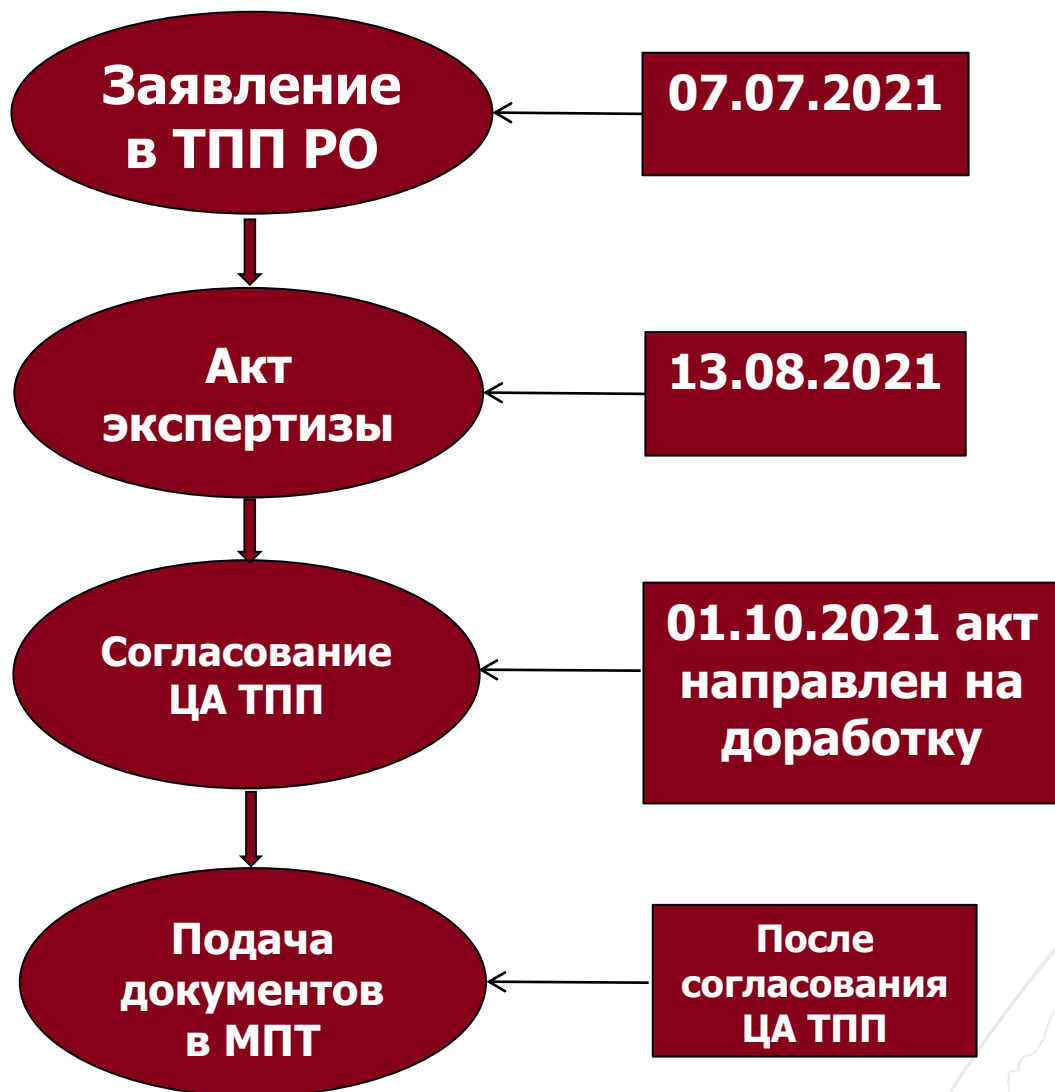 Заявление
в ТПП РО
07.07.2021
Акт
экспертизы
13.08.2021
Согласование
ЦА ТПП
01.10.2021 акт
направлен на
доработку
Подача
документов
в МПТ
После
согласования
ЦА ТПП